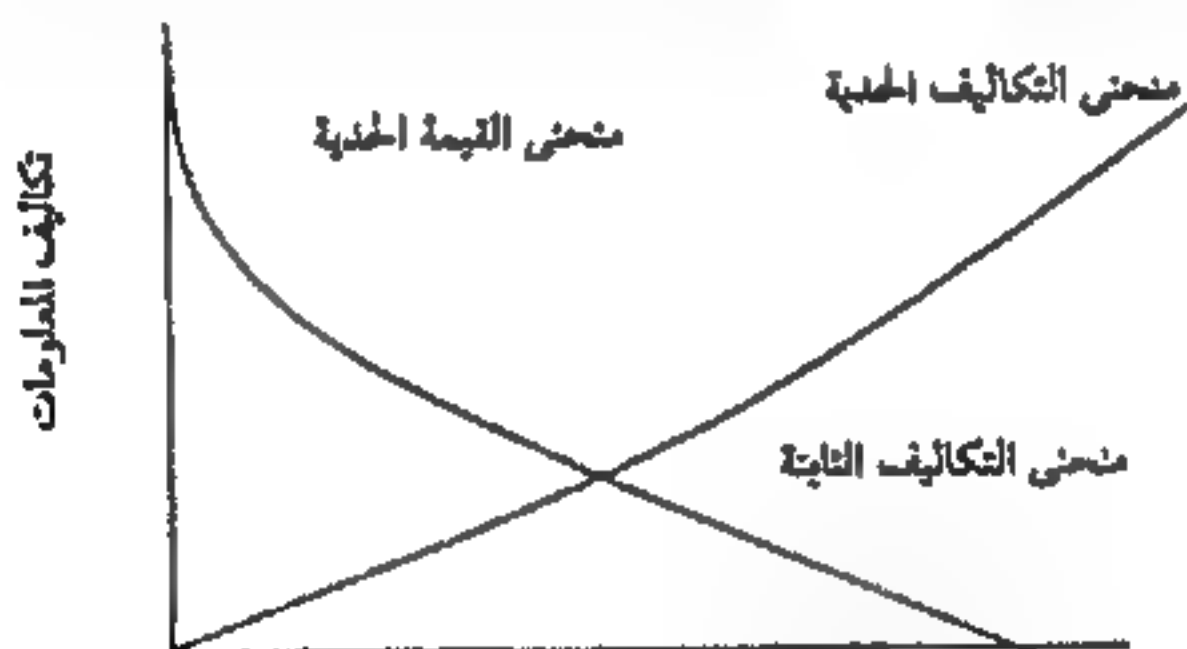 منحنى التكاليف الحدية
منحنى القيمة الحدية
تكاليف المعلومات
منحنى التكاليف الثابتة